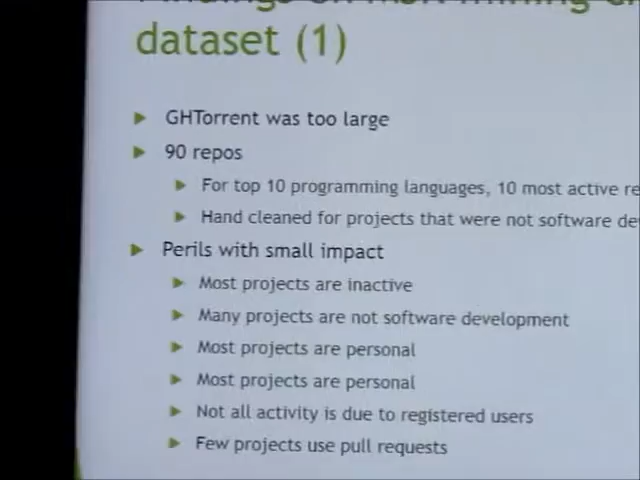 dataset (1)
GHTorrent was too large
90 repos
For top 10 programming languages, 10 most active re
Hand cleaned for projects that were not software de
Perils with small impact
Most projects are inactive
Many projects are not software development
Most projects are personal
Most projects are personal
Not all activity is due to registered users
Few projects use pull requests